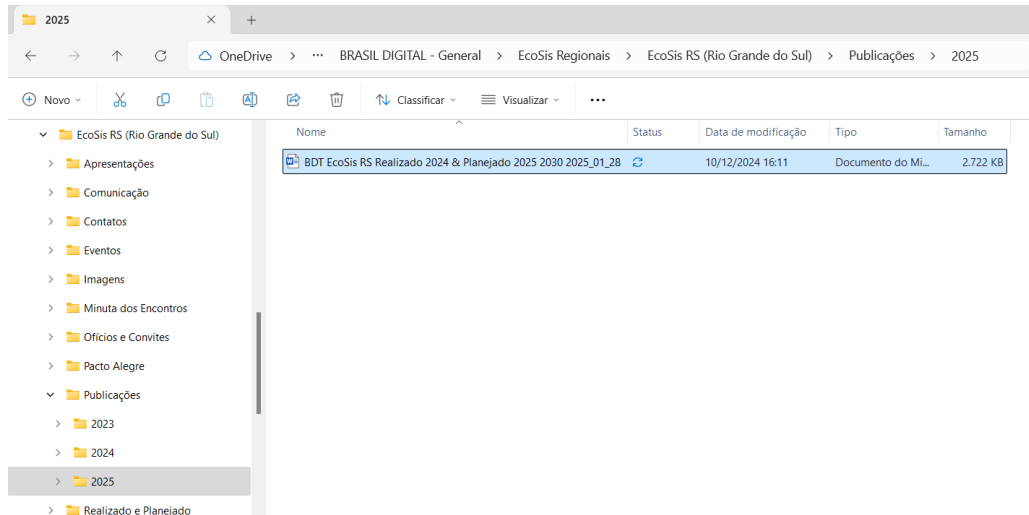 2025
OneDrive > ... BRASIL DIGITAL - General > EcoSis Regionais > EcoSis RS (Rio Grande do Sul) > Publicações > 2025
Novo Classificar Visualizar ...
EcoSis RS (Rio Grande do Sul)
Apresentações
Comunicação
Contatos
Eventos
Imagens
Minuta dos Encontros
Ofícios e Convites
Pacto Alegre
Publicações
2023
2024
2025
Realizado e Planejado
Nome Status Data de modificação Tipo Tamanho
BDT EcoSis RS Realizado 2024 & Planejado 2025 2030 2025_01_28 10/12/2024 16:11 Documento do Mi... 2.722 KB